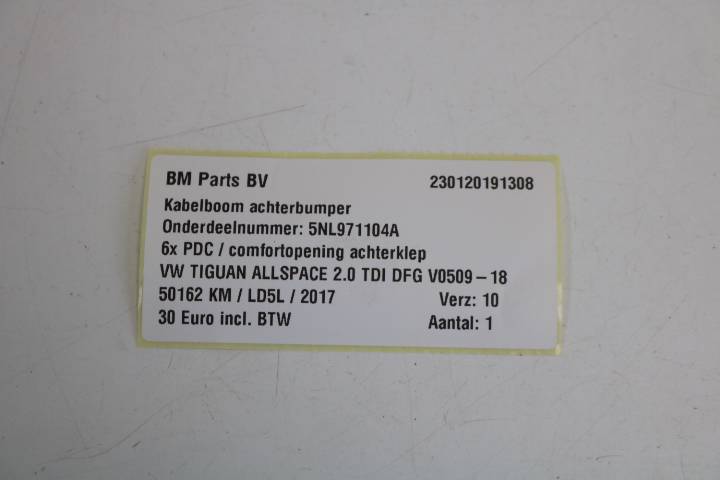 BM Parts BV 230120191308
Kabelboom achterbumper
Onderdeelnummer: 5NL971104A
6x PDC / comfortopening achterklep
VW TIGUAN ALLSPACE 2.0 TDI DFG V0509 – 18
50162 KM / LD5L / 2017 Verz: 10
30 Euro incl. BTW Aantal: 1